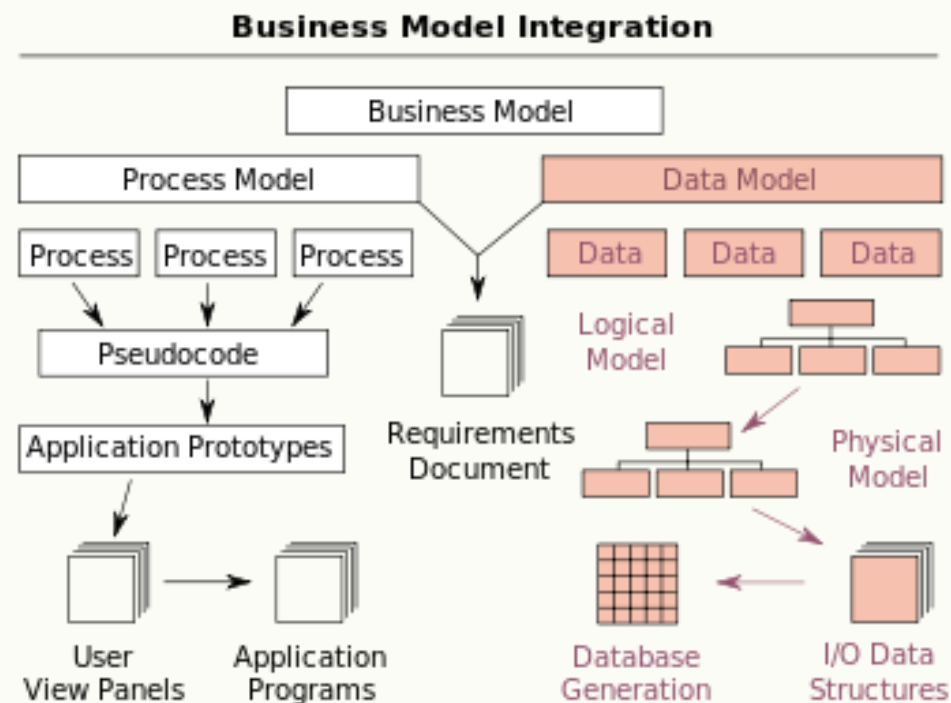 Business Model Integration
Business Model
Process Model
Data Model
Process
Process
Process
Data
Data
Data
Pseudocode
Logical
Model
Application Prototypes
Requirements
Document
Physical
Model
User
View Panels
Application
Programs
Database
Generation
I/O Data
Structures